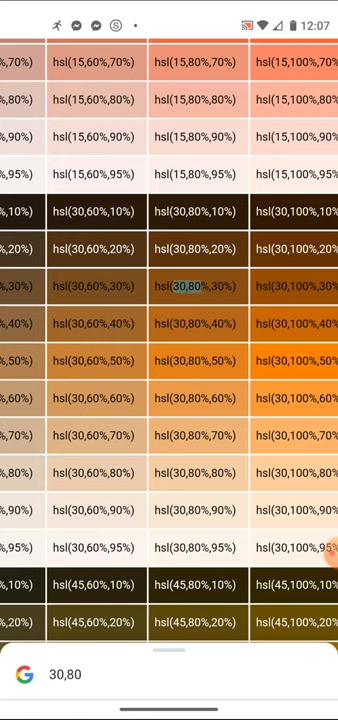 12:07
,70%) hsl(15,60%,70%) hsl(15,80%,70%) hsl(15,100%,70%
,80%) hsl(15,60%,80%) hsl(15,80%,80%) hsl(15,100%,80%
,90%) hsl(15,60%,90%) hsl(15,80%,90%) hsl(15,100%,90%
,95%) hsl(15,60%,95%) hsl(15,80%,95%) hsl(15,100%,95%
,10%) hsl(30,60%,10%) hsl(30,80%,10%) hsl(30,100%,10%
,20%) hsl(30,60%,20%) hsl(30,80%,20%) hsl(30,100%,20%
,30%) hsl(30,60%,30%) hsl(30,80%,30%) hsl(30,100%,30%
,40%) hsl(30,60%,40%) hsl(30,80%,40%) hsl(30,100%,40%
,50%) hsl(30,60%,50%) hsl(30,80%,50%) hsl(30,100%,50%
,60%) hsl(30,60%,60%) hsl(30,80%,60%) hsl(30,100%,60%
,70%) hsl(30,60%,70%) hsl(30,80%,70%) hsl(30,100%,70%
,80%) hsl(30,60%,80%) hsl(30,80%,80%) hsl(30,100%,80%
,90%) hsl(30,60%,90%) hsl(30,80%,90%) hsl(30,100%,90%
,95%) hsl(30,60%,95%) hsl(30,80%,95%) hsl(30,100%,95%
,10%) hsl(45,60%,10%) hsl(45,80%,10%) hsl(45,100%,10%
,20%) hsl(45,60%,20%) hsl(45,80%,20%) hsl(45,100%,20%
30,80